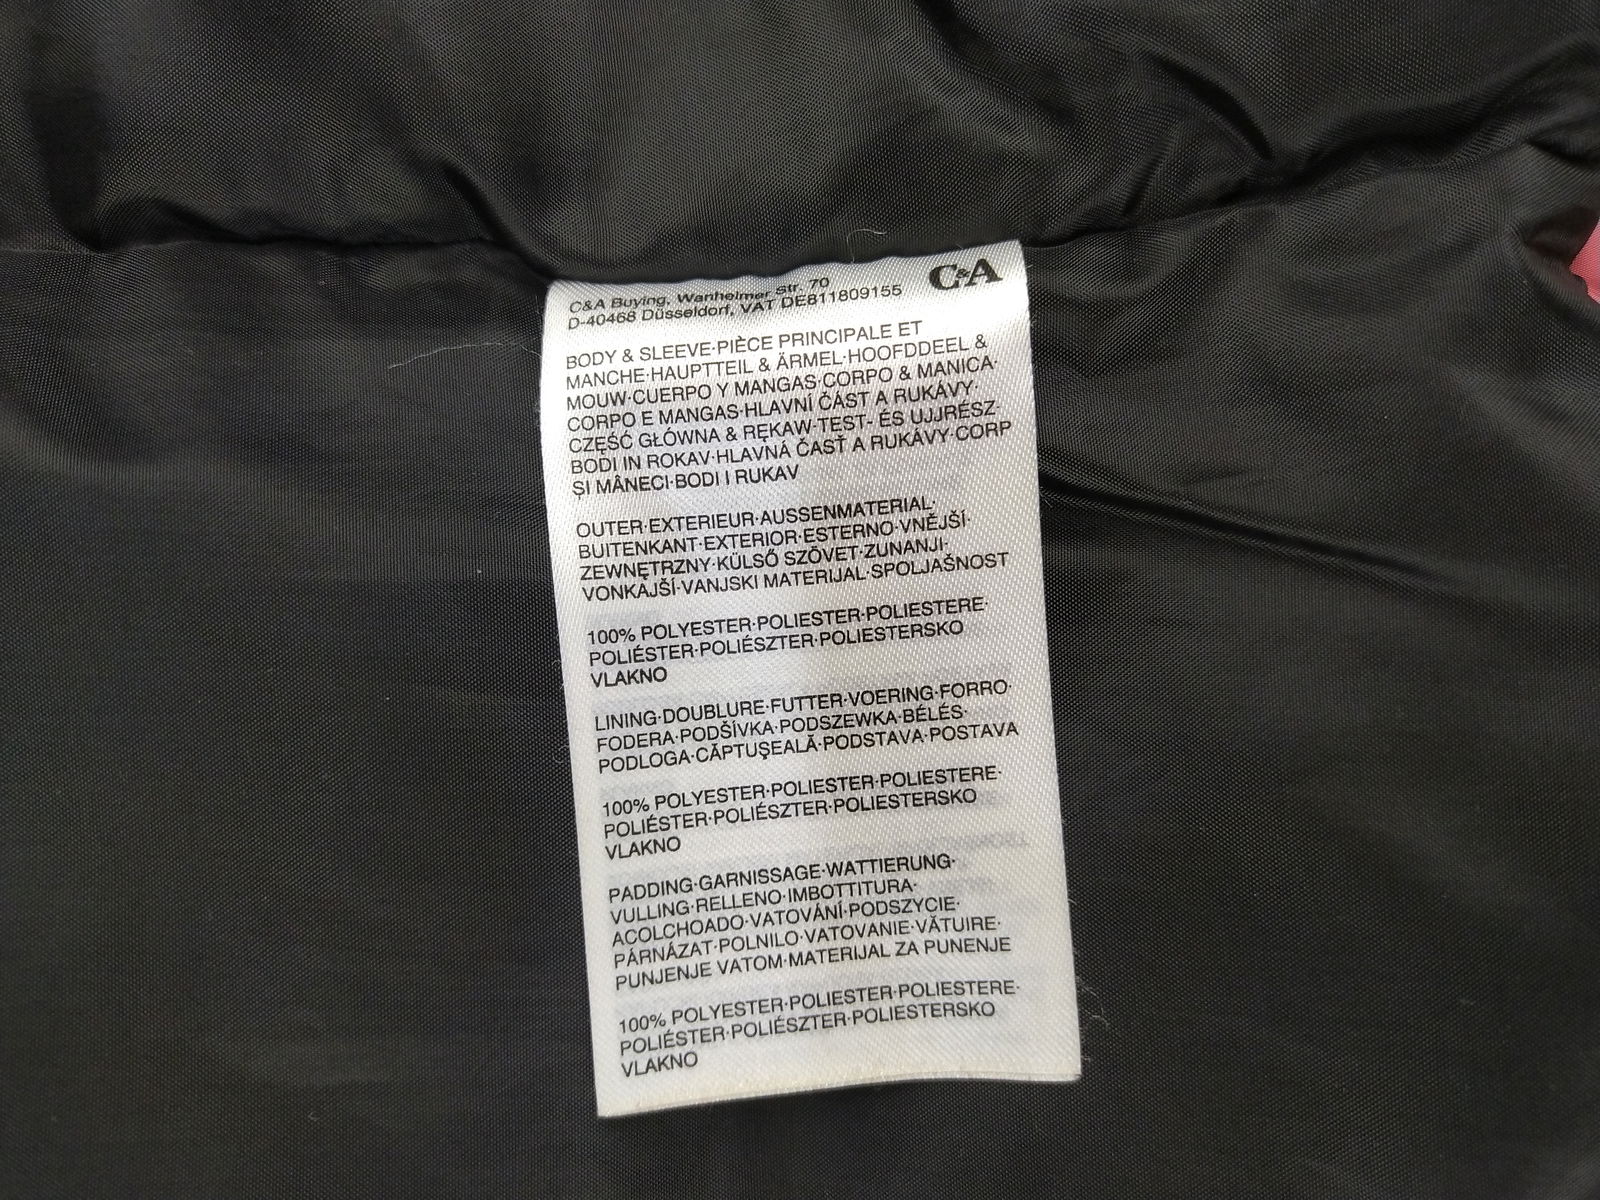 C&A Buying, Wanheimer Str. 70
D-40468 Düsseldorf, VAT DE811809155
C&A
BODY & SLEEVE·PIÈCE PRINCIPALE ET
MANCHE·HAUPTTEIL & ÄRMEL·HOOFDDEEL &
MOUW·CUERPO Y MANGAS·CORPO & MANICA·
CORPO E MANGAS·HLAVNÍ ČÁST A RUKÁVY·
CZĘŚĆ GŁÓWNA & RĘKAW·TEST- ÉS UJJRÉSZ·
BODI IN ROKAV·HLAVNÁ ČASŤ A RUKÁVY·CORP
ȘI MÂNECI·BODI I RUKAV
OUTER·EXTERIEUR·AUSSENMATERIAL·
BUITENKANT·EXTERIOR·ESTERNO·VNĚJŠÍ·
ZEWNĘTRZNY·KÜLSŐ SZÖVET·ZUNANJI·
VONKAJŠÍ·VANJSKI MATERIJAL·SPOLJAŠNOST
100% POLYESTER·POLIESTER·POLIESTERE·
POLIÉSTER·POLIÉSZTER·POLIESTERSKO
VLAKNO
LINING·DOUBLURE·FUTTER·VOERING·FORRO·
FODERA·PODŠÍVKA·PODSZEWKA·BÉLÉS·
PODLOGA·CĂPTUŞEALĂ·PODSTAVA·POSTAVA
100% POLYESTER·POLIESTER·POLIESTERE·
POLIÉSTER·POLIÉSZTER·POLIESTERSKO
VLAKNO
PADDING·GARNISSAGE·WATTIERUNG·
VULLING·RELLENO·IMBOTTITURA·
ACOLCHOADO·VATOVÁNÍ·PODSZYCIE·
PÁRNÁZAT·POLNILO·VATOVANIE·VĂTUIRE·
PUNJENJE VATOM·MATERIJAL ZA PUNENJE
100% POLYESTER·POLIESTER·POLIESTERE·
POLIÉSTER·POLIÉSZTER·POLIESTERSKO
VLAKNO